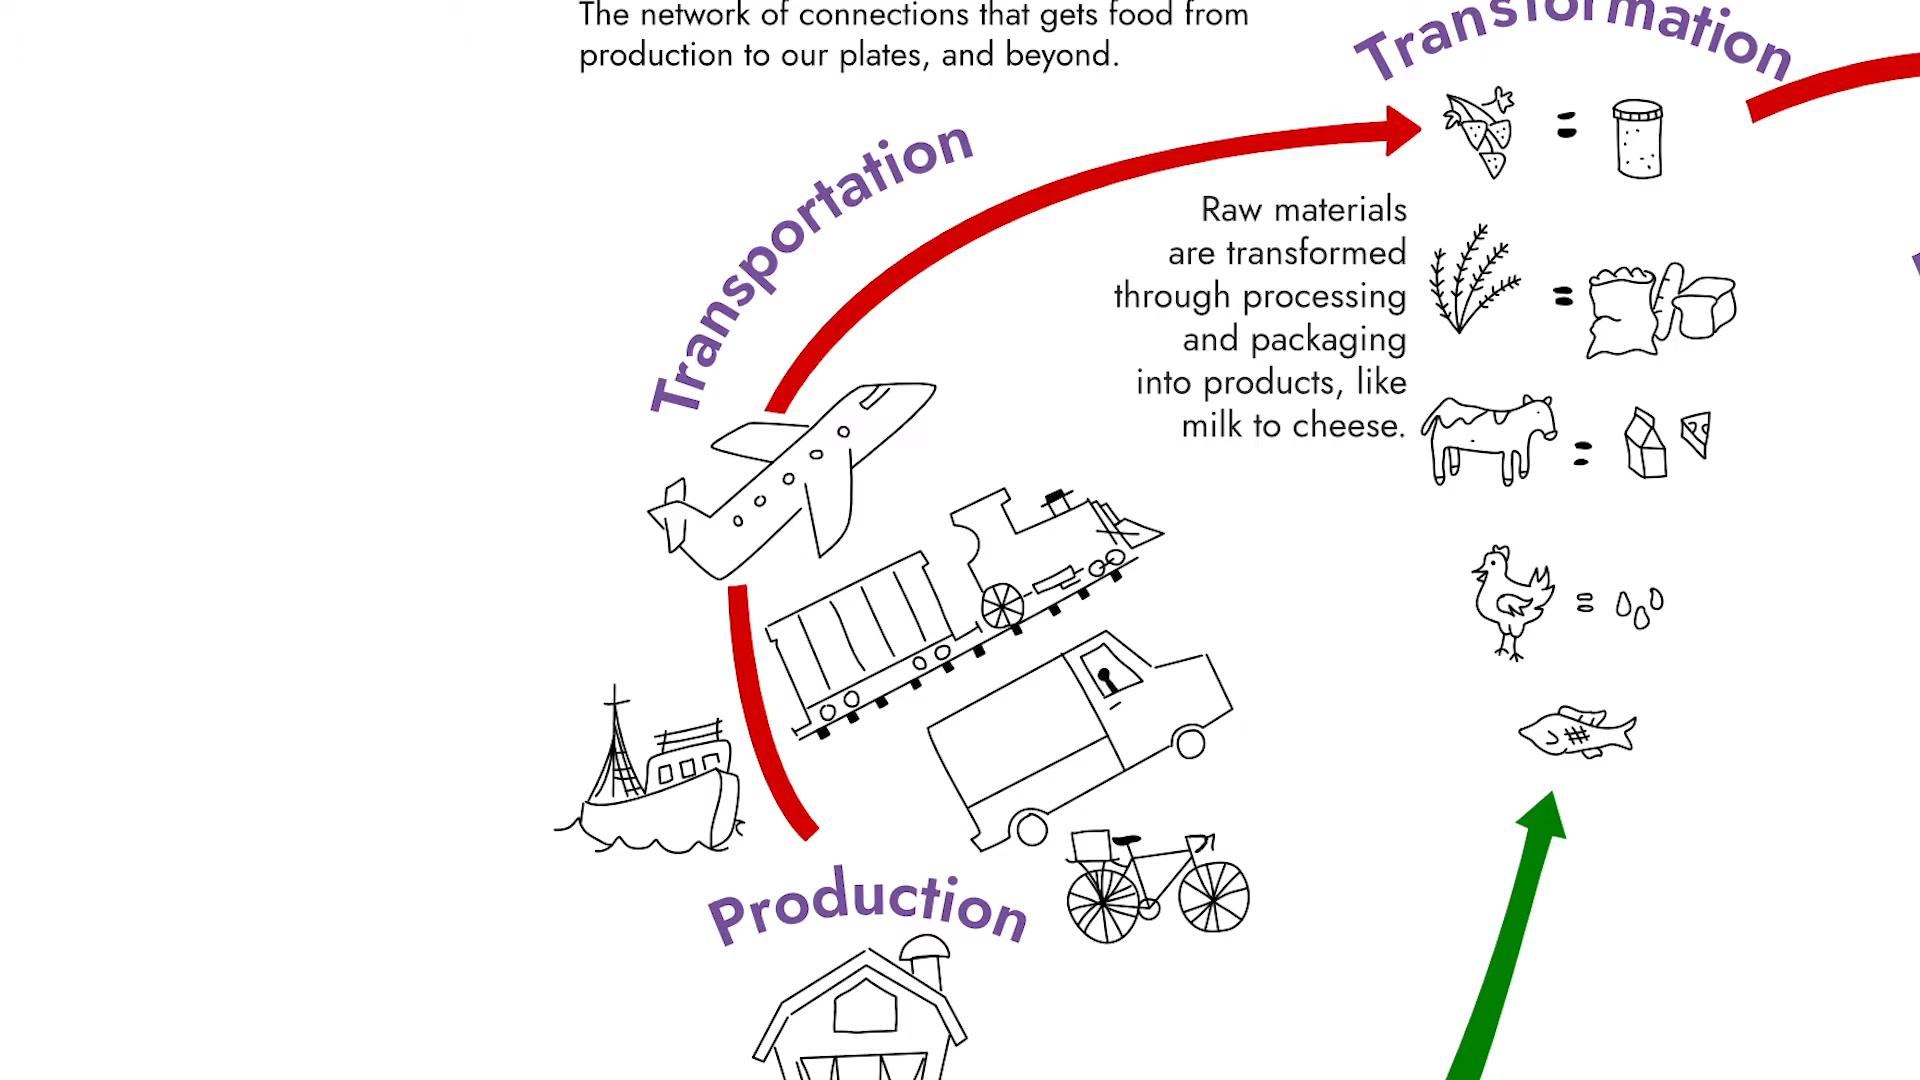 The network of connections that gets food from
production to our plates, and beyond.
Transformation
Transportation
Raw materials
are transformed
through processing
and packaging
into products, like
milk to cheese.
Production